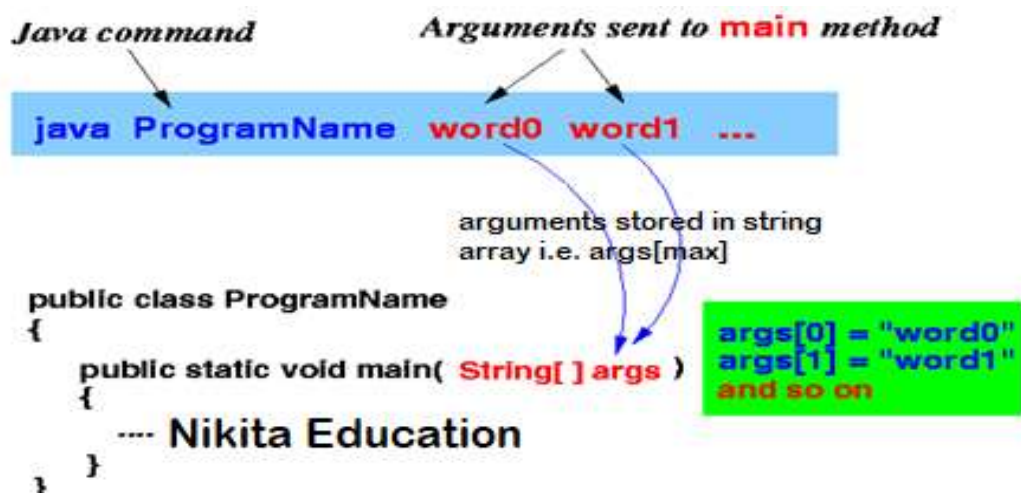 Java command
Arguments sent to main method
java ProgramName word0 word1 ...
arguments stored in string
array i.e. args[max]
public class ProgramName
{
public static void main( String[ ] args )
{
.... Nikita Education
}
}
args[0] = "word0"
args[1] = "word1"
and so on